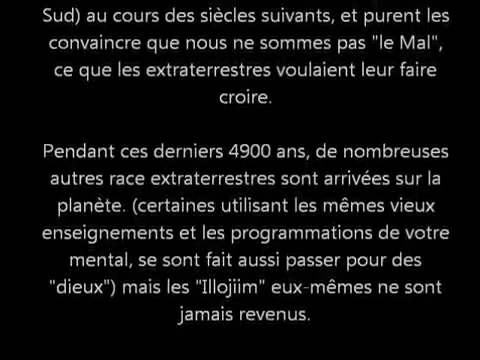 Sud) au cours des siècles suivants, et purent les
convaincre que nous ne sommes pas "le Mal",
ce que les extraterrestres voulaient leur faire
croire.
Pendant ces derniers 4900 ans, de nombreuses
autres race extraterrestres sont arrivées sur la
planète. (certaines utilisant les mêmes vieux
enseignements et les programmations de votre
mental, se sont fait aussi passer pour des
"dieux") mais les "Illojiim" eux-mêmes ne sont
jamais revenus.